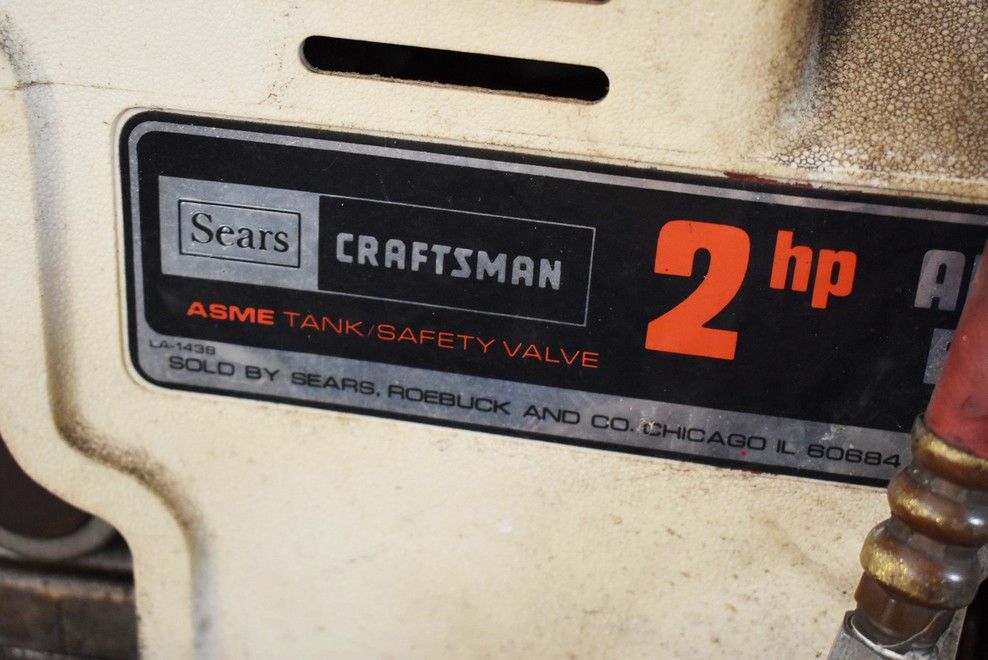 Sears CRAFTSMAN
2 hp
ASME TANK/SAFETY VALVE
LA-1438
SOLD BY SEARS, ROEBUCK AND CO. CHICAGO IL 60684